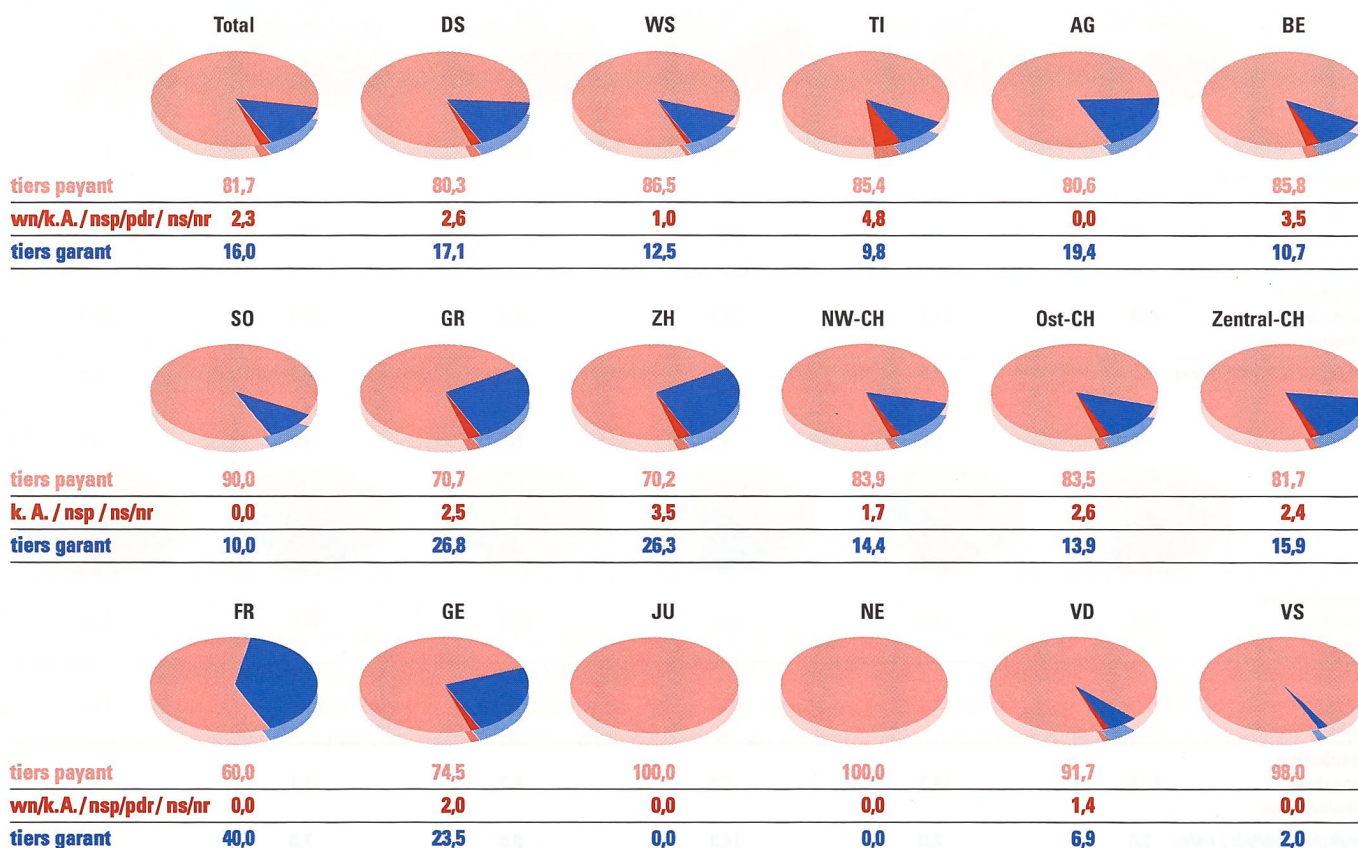 Total DS WS TI AG BE
tiers payant 81,7 80,3 86,5 85,4 80,6 85,8
wn/k.A./nsp/pdr/ ns/nr 2,3 2,6 1,0 4,8 0,0 3,5
tiers garant 16,0 17,1 12,5 9,8 19,4 10,7
SO GR ZH NW-CH Ost-CH Zentral-CH
tiers payant 90,0 70,7 70,2 83,9 83,5 81,7
k. A. / nsp / ns/nr 0,0 2,5 3,5 1,7 2,6 2,4
tiers garant 10,0 26,8 26,3 14,4 13,9 15,9
FR GE JU NE VD VS
tiers payant 60,0 74,5 100,0 100,0 91,7 98,0
wn/k.A./nsp/pdr/ ns/nr 0,0 2,0 0,0 0,0 1,4 0,0
tiers garant 40,0 23,5 0,0 0,0 6,9 2,0